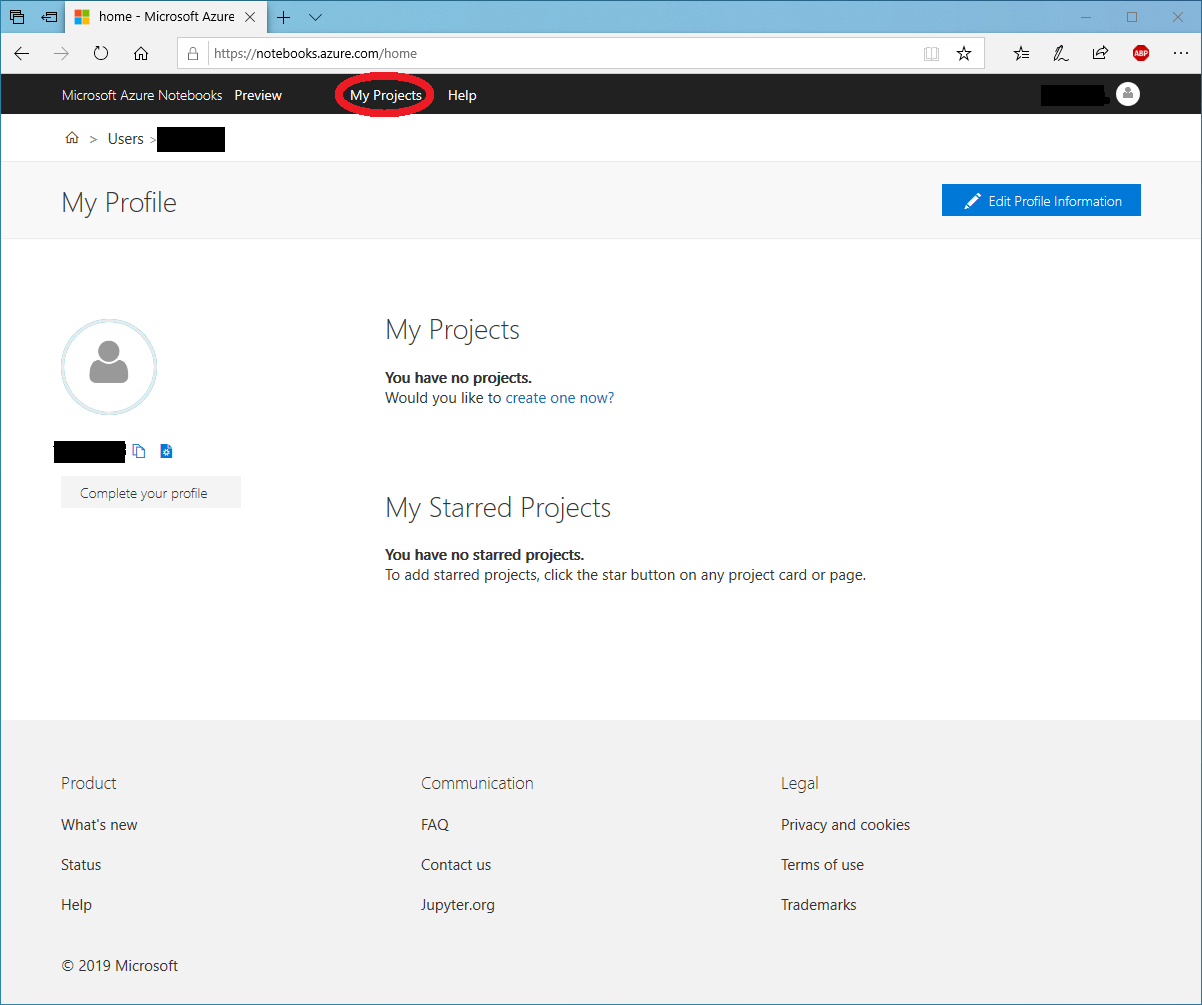 home - Microsoft Azure
https://notebooks.azure.com/home
ABP
Microsoft Azure Notebooks Preview My Projects Help
> Users >
My Profile
Edit Profile Information
My Projects
You have no projects.
Would you like to create one now?
Complete your profile
My Starred Projects
You have no starred projects.
To add starred projects, click the star button on any project card or page.
Product
What's new
Status
Help
Communication
FAQ
Contact us
Jupyter.org
Legal
Privacy and cookies
Terms of use
Trademarks
© 2019 Microsoft